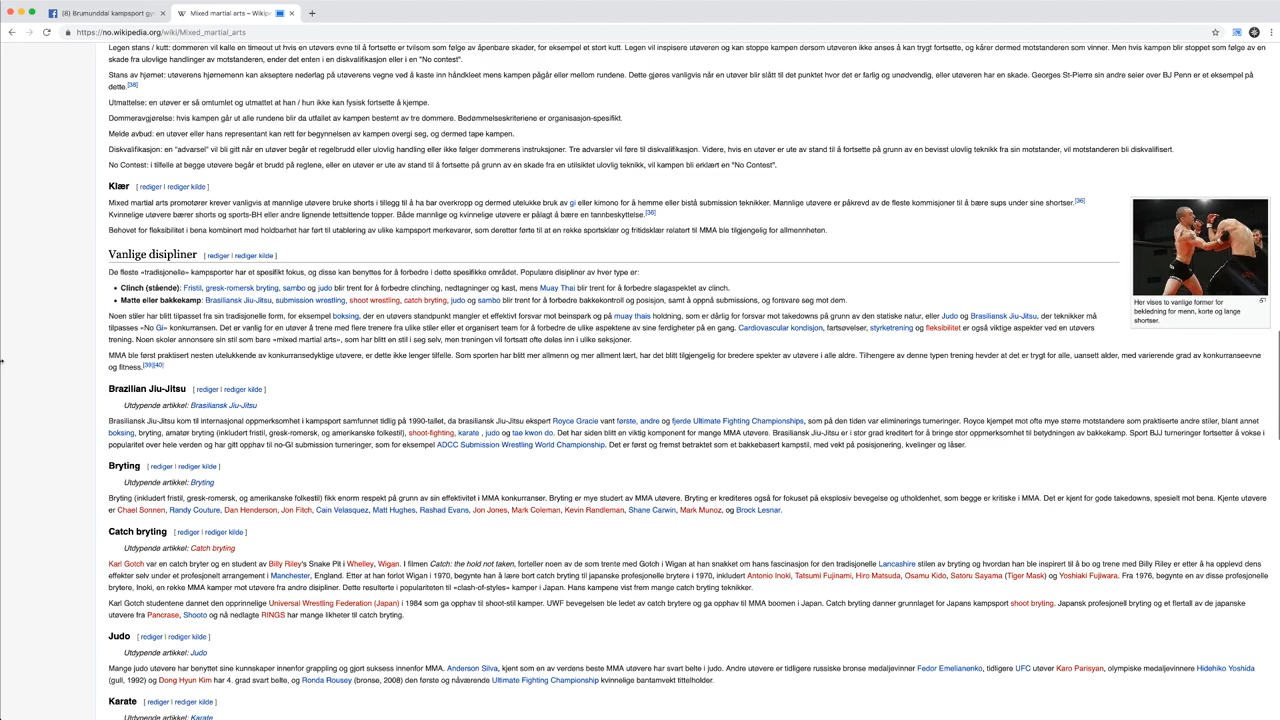 (8) Brumunddal kampsport gy
Mixed martial arts – Wikip
https://no.wikipedia.org/wiki/Mixed_martial_arts
Legen stans / kutt: dommeren vil kalle en timeout ut hvis en utøvers evne til å fortsette er tvilsom som følge av åpenbare skader, for eksempel et stort kutt. Legen vil inspisere utøveren og kan stoppe kampen dersom utøveren ikke anses å kan trygt fortsette, og kårer dermed motstanderen som vinner. Men hvis kampen blir stoppet som følge av en
skade fra ulovlige handlinger av motstanderen, ender det enten i en diskvalifikasjon eller i en "No contest".
Stans av hjørnet: utøverens hjørnemenn kan akseptere nederlag på utøverens vegne ved å kaste inn håndkleet mens kampen pågår eller mellom rundene. Dette gjøres vanligvis når en utøver blir slått til det punktet hvor det er farlig og unødvendig, eller utøveren har en skade. Georges St-Pierre sin andre seier over BJ Penn er et eksempel på
dette.[38]
Utmattelse: en utøver er så omtumlet og utmattet at han / hun ikke kan fysisk fortsette å kjempe.
Dommeravgjørelse: hvis kampen går ut alle rundene blir da utfallet av kampen bestemt av tre dommere. Bedømmelseskriteriene er organisasjon-spesifikt.
Melde avbud: en utøver eller hans representant kan rett før begynnelsen av kampen overgi seg, og dermed tape kampen.
Diskvalifikasjon: en "advarsel" vil bli gitt når en utøver begår et regelbrudd eller ulovlig handling eller ikke følger dommerens instruksjoner. Tre advarsler vil føre til diskvalifikasjon. Videre, hvis en utøver er ute av stand til å fortsette på grunn av en bevisst ulovlig teknikk fra sin motstander, vil motstanderen bli diskvalifisert.
No Contest: i tilfelle at begge utøvere begår et brudd på reglene, eller en utøver er ute av stand til å fortsette på grunn av en skade fra en utilsiktet ulovlig teknikk, vil kampen bli erklært en "No Contest".
Klær [ rediger | rediger kilde ]
Mixed martial arts promotører krever vanligvis at mannlige utøvere bruke shorts i tillegg til å ha bar overkropp og dermed utelukke bruk av gi eller kimono for å hemme eller bistå submission teknikker. Mannlige utøvere er påkrevd av de fleste kommisjoner til å bære sups under sine shortser.[36]
Kvinnelige utøvere bærer shorts og sports-BH eller andre lignende tettsittende topper. Både mannlige og kvinnelige utøvere er pålagt å bære en tannbeskyttelse.[36]
Behovet for fleksibilitet i bena kombinert med holdbarhet har ført til utablering av ulike kampsport merkevarer, som deretter førte til at en rekke sportsklær og fritidsklær relatert til MMA ble tilgjengelig for allmennheten.
Her vises to vanlige former for
bekledning for menn, korte og lange
shortser.
Vanlige disipliner [ rediger | rediger kilde ]
De fleste «tradisjonelle» kampsporter har et spesifikt fokus, og disse kan benyttes for å forbedre i dette spesifikke området. Populære disipliner av hver type er:
• Clinch (stående): Fristil, gresk-romersk bryting, sambo og judo blir trent for å forbedre clinching, nedtagninger og kast, mens Muay Thai blir trent for å forbedre slagaspektet av clinch.
• Matte eller bakkekamp: Brasiliansk Jiu-Jitsu, submission wrestling, shoot wrestling, catch bryting, judo og sambo blir trent for å forbedre bakkekontroll og posisjon, samt å oppnå submissions, og forsvare seg mot dem.
Noen stiler har blitt tilpasset fra sin tradisjonelle form, for eksempel boksing, der en utøvers standpunkt mangler et effektivt forsvar mot beinspark og på muay thais holdning, som er dårlig for forsvar mot takedowns på grunn av den statiske natur, eller Judo og Brasiliansk Jiu-Jitsu, der teknikker må
tilpasses «No Gi» konkurransen. Det er vanlig for en utøver å trene med flere trenere fra ulike stiler eller et organisert team for å forbedre de ulike aspektene av sine ferdigheter på en gang. Cardiovascular kondisjon, fartsøvelser, styrketrening og fleksibilitet er også viktige aspekter ved en utøvers
trening. Noen skoler annonsere sin stil som bare «mixed martial arts», som har blitt en stil i seg selv, men treningen vil fortsatt ofte deles inn i ulike seksjoner.
MMA ble først praktisert nesten utelukkende av konkurransedyktige utøvere, er dette ikke lenger tilfelle. Som sporten har blitt mer allmenn og mer allment lært, har det blitt tilgjengelig for bredere spekter av utøvere i alle aldre. Tilhengere av denne typen trening hevder at det er trygt for alle, uansett alder, med varierende grad av konkurranseevne
og fitness.[39][40]
Brazilian Jiu-Jitsu [ rediger | rediger kilde ]
Utdypende artikkel: Brasiliansk Jiu-Jitsu
Brasiliansk Jiu-Jitsu kom til internasjonal oppmerksomhet i kampsport samfunnet tidlig på 1990-tallet, da brasiliansk Jiu-Jitsu ekspert Royce Gracie vant første, andre og fjerde Ultimate Fighting Championships, som på den tiden var eliminerings turneringer. Royce kjempet mot ofte mye større motstandere som praktiserte andre stiler, blant annet
boksing, bryting, amatør bryting (inkludert fristil, gresk-romersk, og amerikanske folkestil), shoot-fighting, karate , judo og tae kwon do. Det har siden blitt en viktig komponent for mange MMA utøvere. Brasiliansk Jiu-Jitsu er i stor grad kreditert for å bringe stor oppmerksomhet til betydningen av bakkekamp. Sport BJJ turneringer fortsetter å vokse i
popularitet over hele verden og har gitt opphav til no-GI submission turneringer, som for eksempel ADCC Submission Wrestling World Championship. Det er først og fremst betraktet som et bakkebasert kampstil, med vekt på posisjonering, kvelinger og låser.
Bryting [ rediger | rediger kilde ]
Utdypende artikkel: Bryting
Bryting (inkludert fristil, gresk-romersk, og amerikanske folkestil) fikk enorm respekt på grunn av sin effektivitet i MMA konkurranser. Bryting er mye studert av MMA utøvere. Bryting er krediteres også for fokuset på eksplosiv bevegelse og utholdenhet, som begge er kritiske i MMA. Det er kjent for gode takedowns, spesielt mot bena. Kjente utøvere
er Chael Sonnen, Randy Couture, Dan Henderson, Jon Fitch, Cain Velasquez, Matt Hughes, Rashad Evans, Jon Jones, Mark Coleman, Kevin Randleman, Shane Carwin, Mark Munoz, og Brock Lesnar.
Catch bryting [ rediger | rediger kilde ]
Utdypende artikkel: Catch bryting
Karl Gotch var en catch bryter og en student av Billy Riley's Snake Pit i Whelley, Wigan. I filmen Catch: the hold not taken, forteller noen av de som trente med Gotch i Wigan at han snakket om hans fascinasjon for den tradisjonelle Lancashire stilen av bryting og hvordan han ble inspirert til å bo og trene med Billy Riley er etter å ha opplevd dens
effekter selv under et profesjonelt arrangement i Manchester, England. Etter at han forlot Wigan i 1970, begynte han å lære bort catch bryting til japanske profesjonelle brytere i 1970, inkludert Antonio Inoki, Tatsumi Fujinami, Hiro Matsuda, Osamu Kido, Satoru Sayama (Tiger Mask) og Yoshiaki Fujiwara. Fra 1976, begynte en av disse profesjonelle
brytere, Inoki, en rekke MMA kamper mot utøvere fra andre disipliner. Dette resulterte i populariteten til «clash-of-styles» kamper i Japan. Hans kampene vist frem mange catch bryting teknikker.
Karl Gotch studentene dannet den opprinnelige Universal Wrestling Federation (Japan) i 1984 som ga opphav til shoot-stil kamper. UWF bevegelsen ble ledet av catch brytere og ga opphav til MMA boomen i Japan. Catch bryting danner grunnlaget for Japans kampsport shoot bryting. Japansk profesjonell bryting og et flertall av de japanske
utøvere fra Pancrase, Shooto og nå nedlagte RINGS har mange likheter til catch bryting.
Judo [ rediger | rediger kilde ]
Utdypende artikkel: Judo
Mange judo utøvere har benyttet sine kunnskaper innenfor grappling og gjort suksess innenfor MMA. Anderson Silva, kjent som en av verdens beste MMA utøvere har svart belte i judo. Andre utøvere er tidligere russiske bronse medaljevinner Fedor Emelianenko, tidligere UFC utøver Karo Parisyan, olympiske medaljevinnere Hidehiko Yoshida
(gull, 1992) og Dong Hyun Kim har 4. grad svart belte, og Ronda Rousey (bronse, 2008) den første og nåværende Ultimate Fighting Championship kvinnelige bantamvekt tittelholder.
Karate [ rediger | rediger kilde ]
Utdypende artikkel: Karate